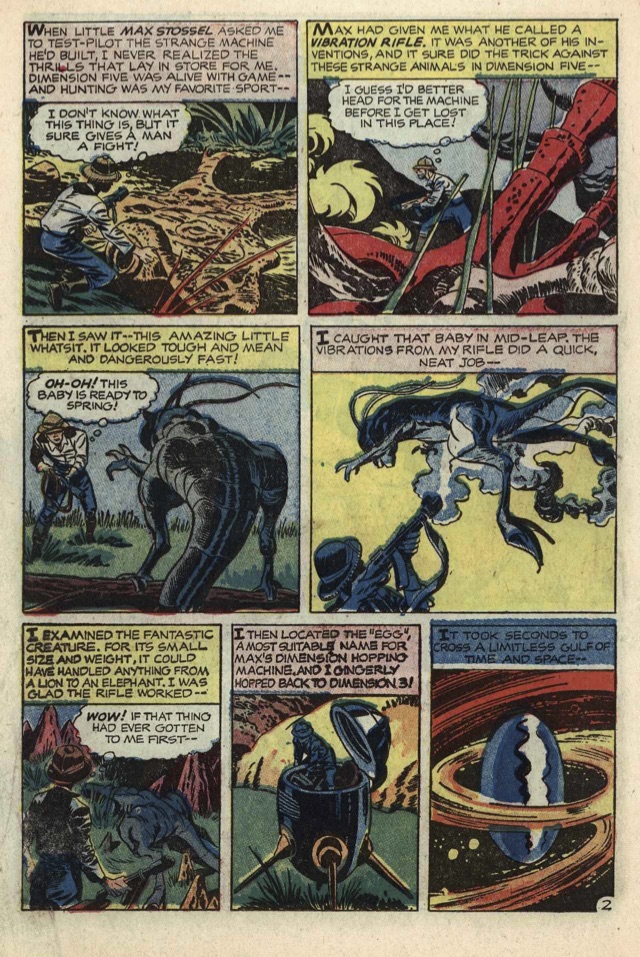 WHEN LITTLE MAX STOSSEL ASKED ME
TO TEST-PILOT THE STRANGE MACHINE
HE'D BUILT, I NEVER REALIZED THE
THRILLS THAT LAY IN STORE FOR ME.
DIMENSION FIVE WAS ALIVE WITH GAME--
AND HUNTING WAS MY FAVORITE SPORT--
I DON'T KNOW WHAT
THIS THING IS, BUT IT
SURE GIVES A MAN
A FIGHT!
MAX HAD GIVEN ME WHAT HE CALLED A
VIBRATION RIFLE. IT WAS ANOTHER OF HIS IN-
VENTIONS, AND IT SURE DID THE TRICK AGAINST
THESE STRANGE ANIMALS IN DIMENSION FIVE--
I GUESS I'D BETTER
HEAD FOR THE MACHINE
BEFORE I GET LOST
IN THIS PLACE!
THEN I SAW IT--THIS AMAZING LITTLE
WHATSIT. IT LOOKED TOUGH AND MEAN
AND DANGEROUSLY FAST!
OH-OH! THIS
BABY IS READY TO
SPRING!
I CAUGHT THAT BABY IN MID-LEAP. THE
VIBRATIONS FROM MY RIFLE DID A QUICK,
NEAT JOB--
I EXAMINED THE FANTASTIC
CREATURE. FOR ITS SMALL
SIZE AND WEIGHT, IT COULD
HAVE HANDLED ANYTHING FROM
A LION TO AN ELEPHANT. I WAS
GLAD THE RIFLE WORKED--
WOW! IF THAT THING
HAD EVER GOTTEN
TO ME FIRST--
I THEN LOCATED THE "EGG",
A MOST SUITABLE NAME FOR
MAX'S DIMENSION HOPPING
MACHINE, AND I GINGERLY
HOPPED BACK TO DIMENSION 3!
IT TOOK SECONDS TO
CROSS A LIMITLESS GULF OF
TIME AND SPACE--
2